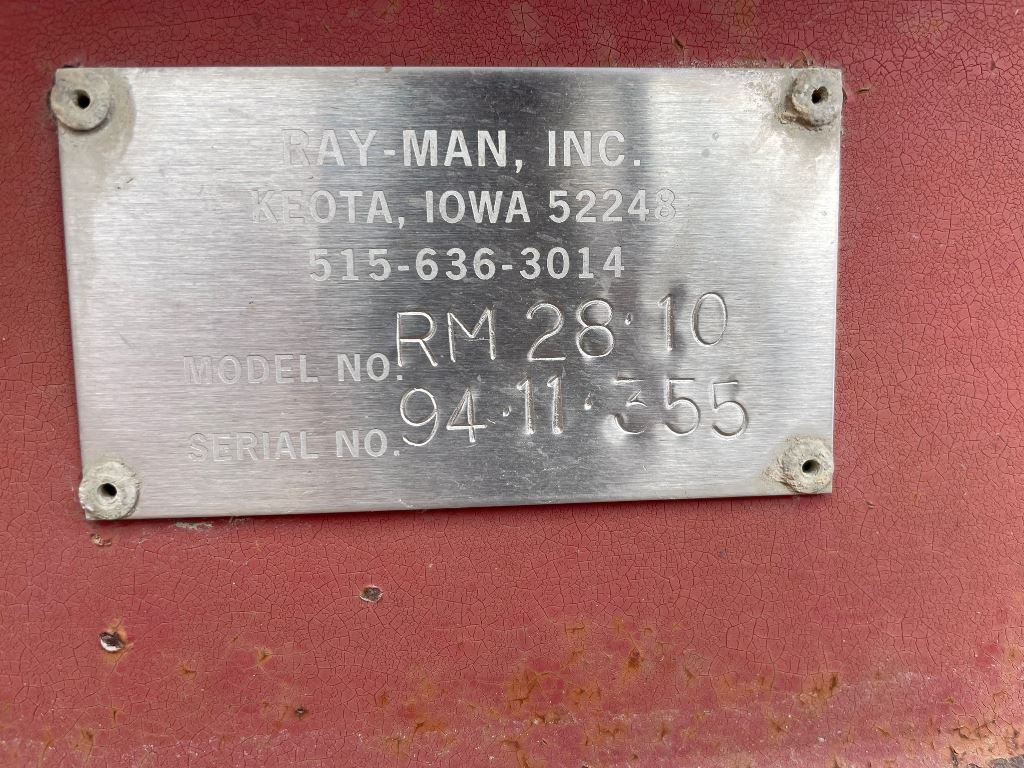 RAY-MAN, INC.
KEOTA, IOWA 52248
515-636-3014
MODEL NO. RM 28·10
SERIAL NO. 94·11·355